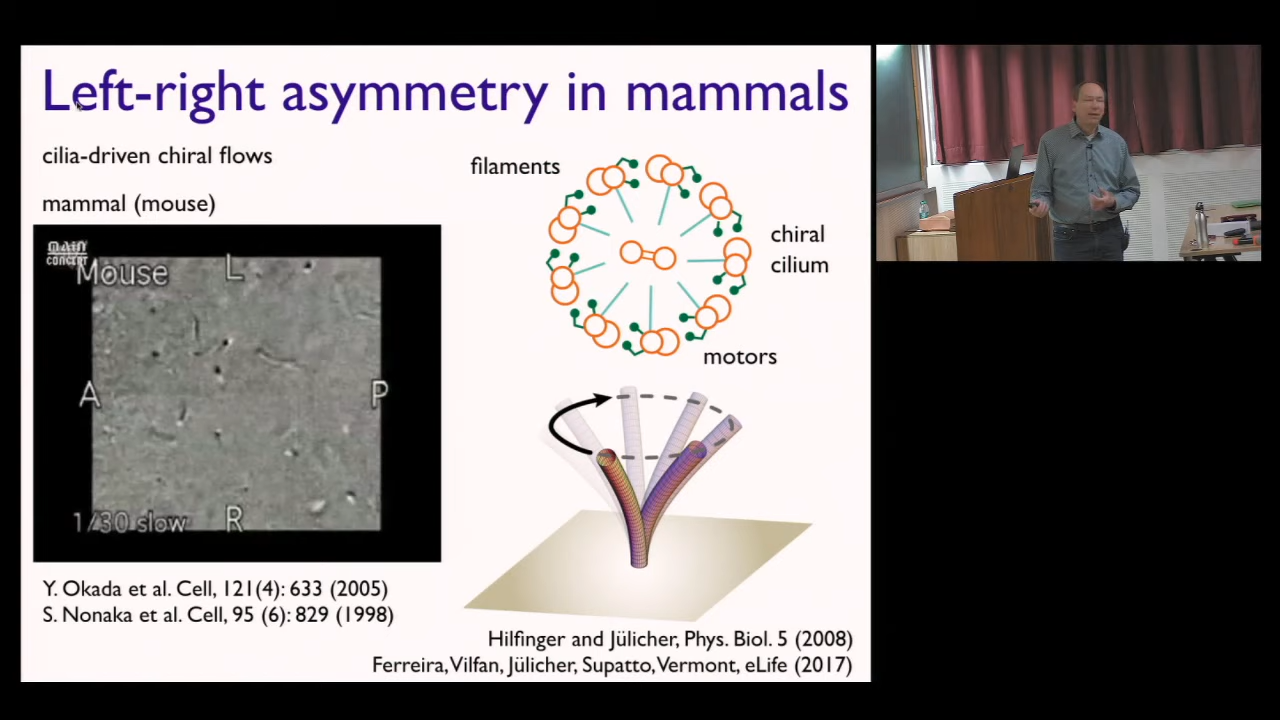 Left-right asymmetry in mammals
cilia-driven chiral flows
mammal (mouse)
MAIN
CONCEPT
Mouse
L
A
P
1/30 slow
R
filaments
chiral
cilium
motors
Y. Okada et al. Cell, 121(4): 633 (2005)
S. Nonaka et al. Cell, 95 (6): 829 (1998)
Hilfinger and Jülicher, Phys. Biol. 5 (2008)
Ferreira, Vilfan, Jülicher, Supatto, Vermont, eLife (2017)